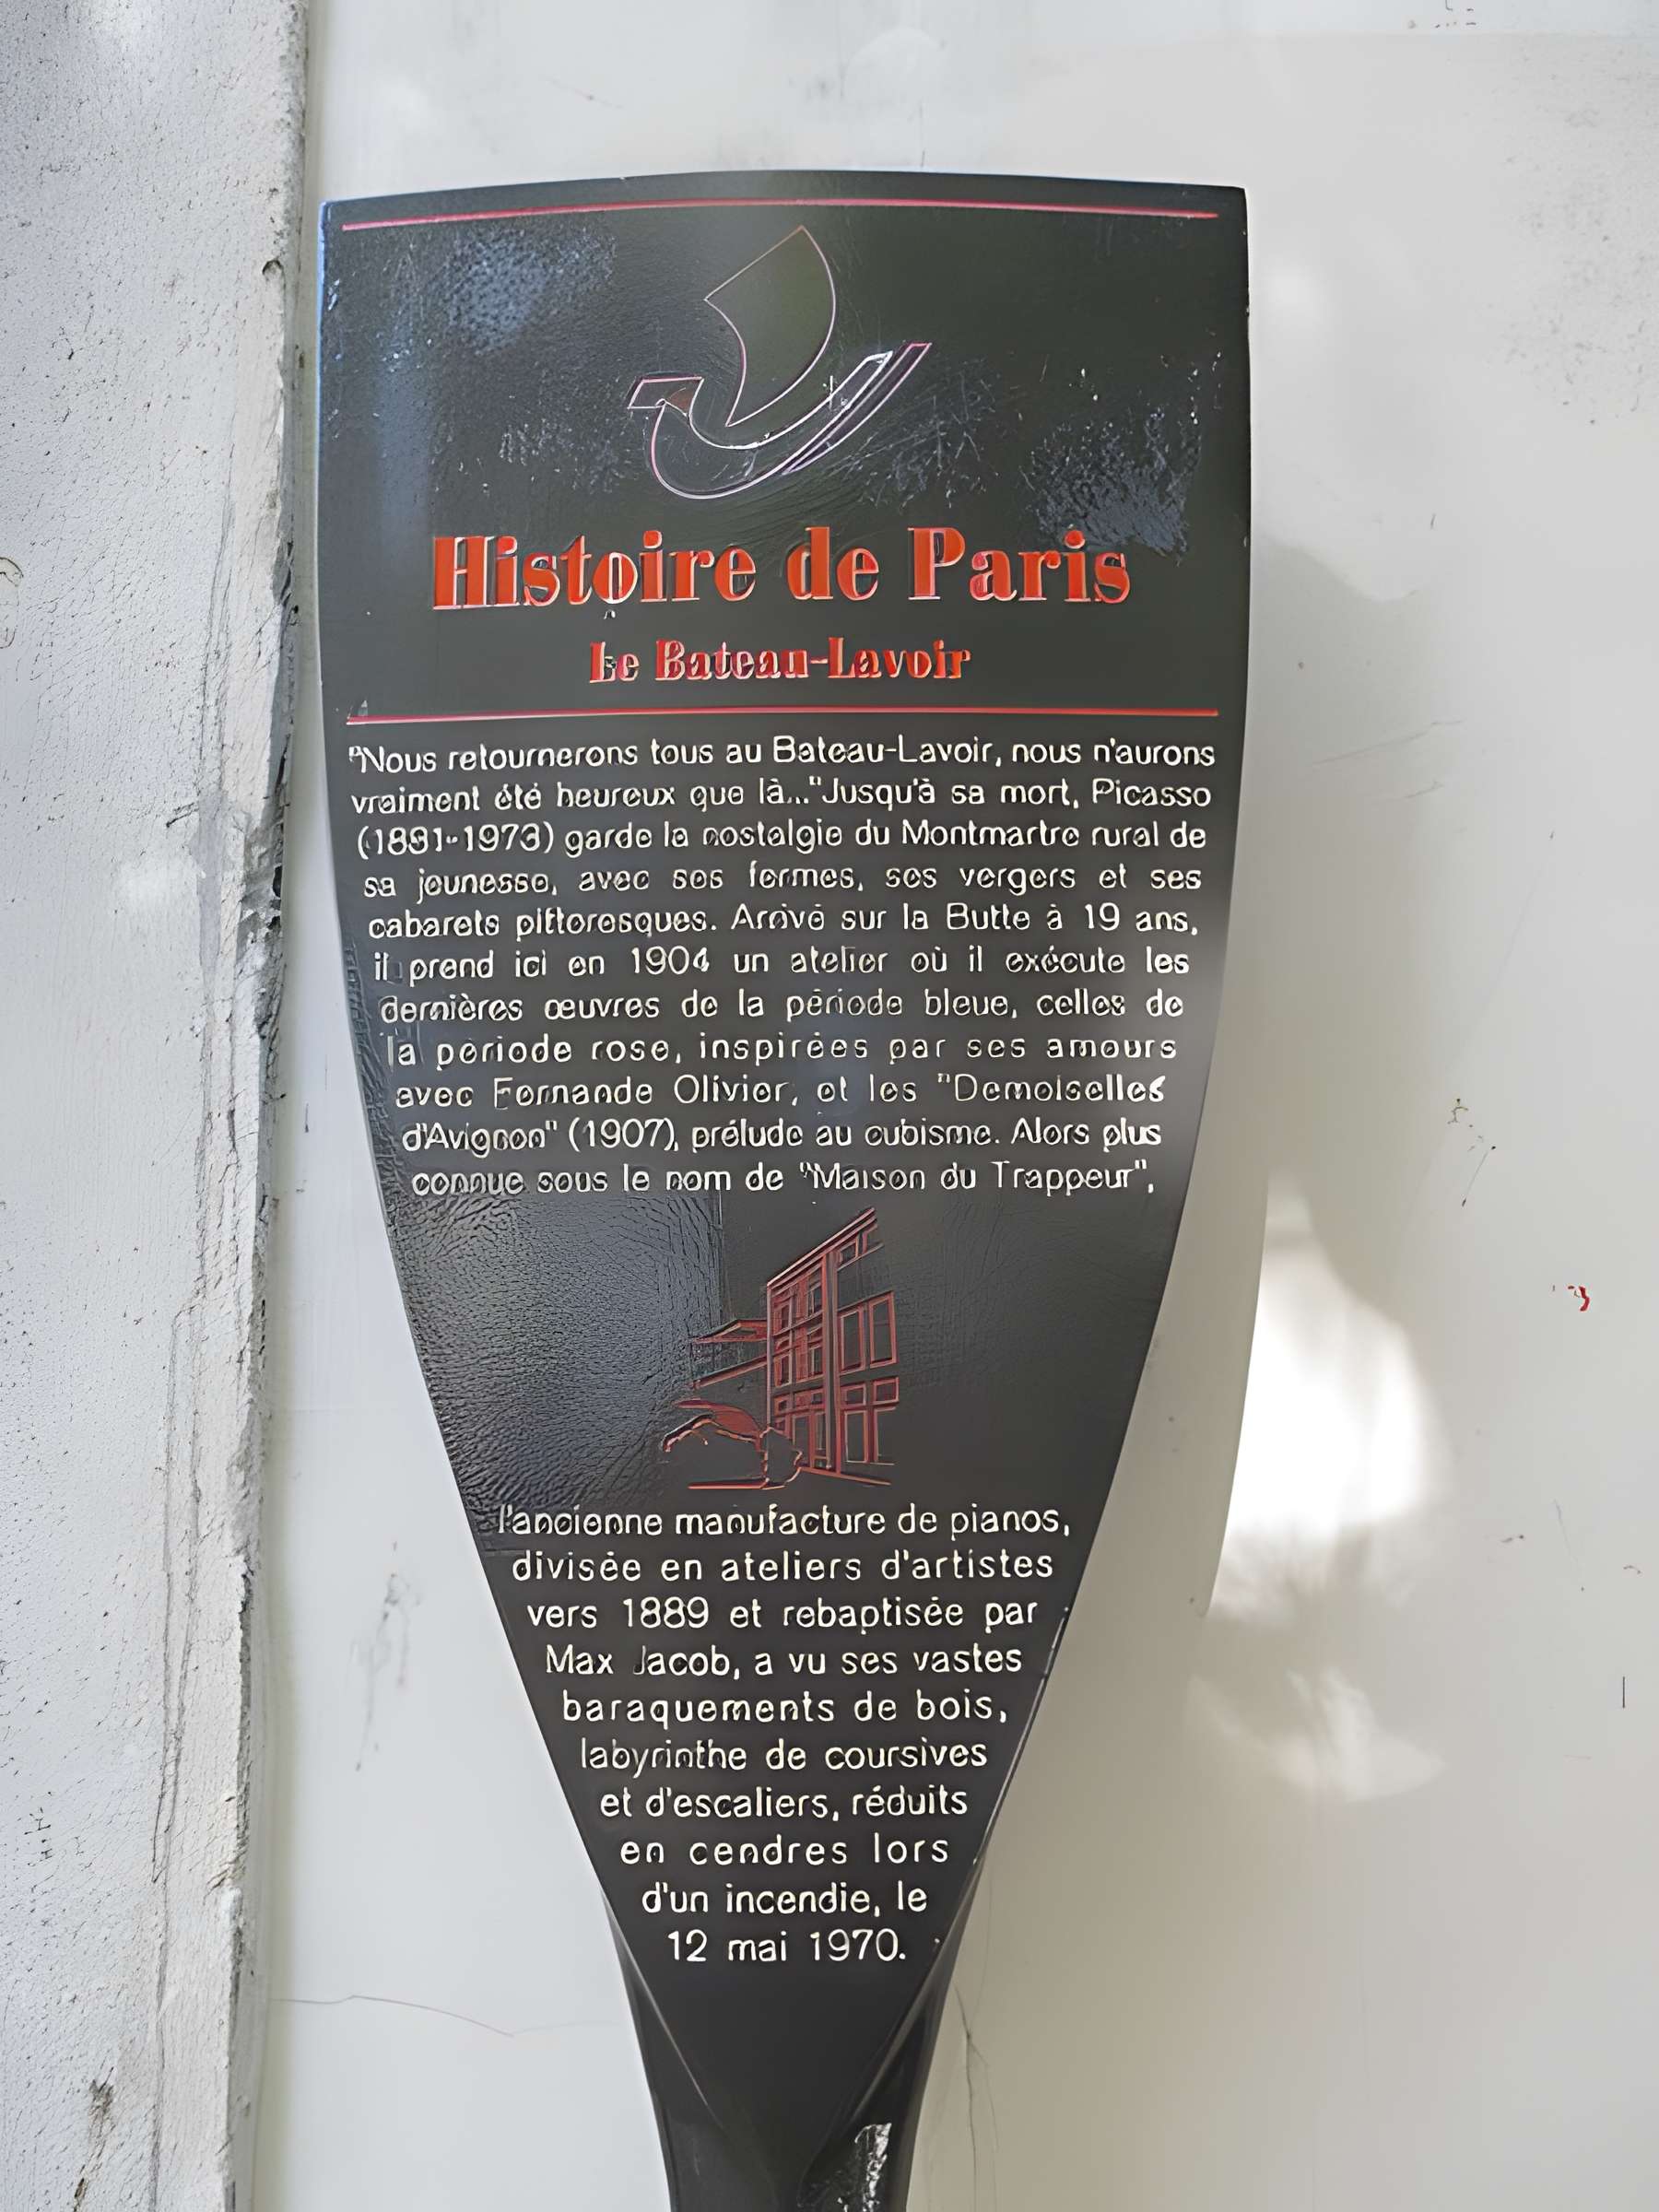 Histoire de Paris
Le Bateau-Lavoir
"Nous retournerons tous au Bateau-Lavoir, nous n'aurons
vraiment été heureux que là..."Jusqu'à sa mort, Picasso
(1881-1973) garde la nostalgie du Montmartre rural de
sa jeunesse, avec ses fermes, ses vergers et ses
cabarets pittoresques. Arrivé sur la Butte à 19 ans,
il prend ici en 1904 un atelier où il exécute les
dernières œuvres de la période bleue, celles de
la période rose, inspirées par ses amours
avec Fernande Olivier, et les "Demoiselles
d'Avignon" (1907), prélude au cubisme. Alors plus
connue sous le nom de "Maison du Trappeur",
l'ancienne manufacture de pianos,
divisée en ateliers d'artistes
vers 1889 et rebaptisée par
Max Jacob, a vu ses vastes
baraquements de bois,
labyrinthe de coursives
et d'escaliers, réduits
en cendres lors
d'un incendie, le
12 mai 1970.